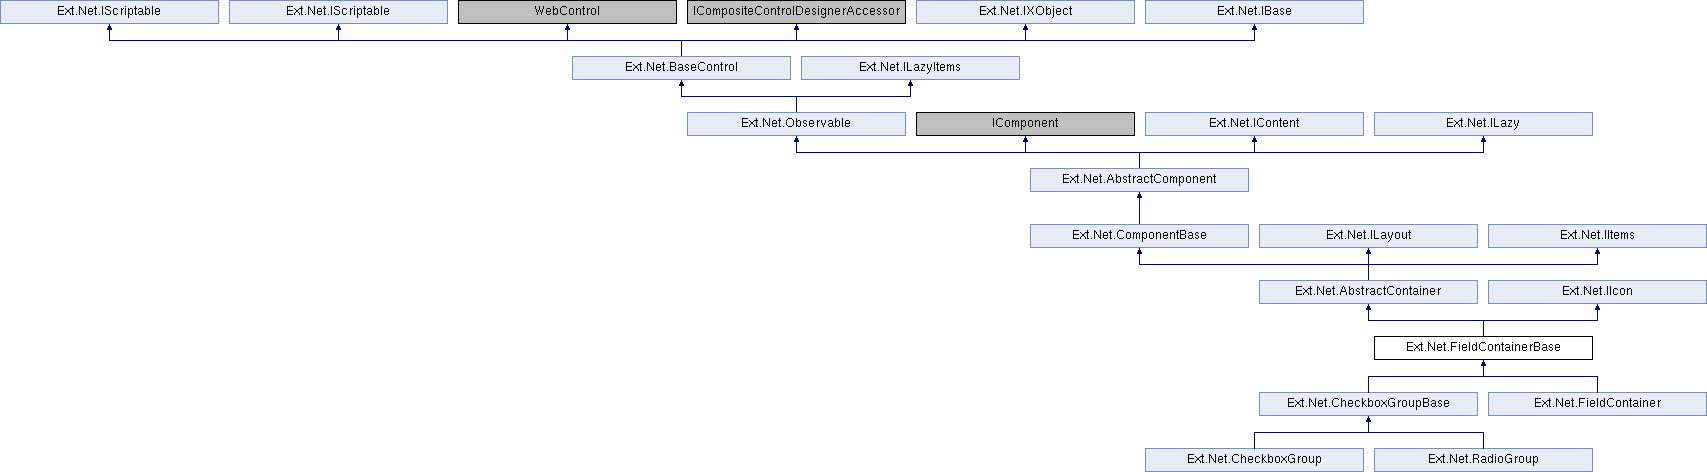 Ext.Net.IScriptable
Ext.Net.IScriptable
WebControl
ICompositeControlDesignerAccessor
Ext.Net.IXObject
Ext.Net.IBase
Ext.Net.BaseControl
Ext.Net.ILazyItems
Ext.Net.Observable
IComponent
Ext.Net.IContent
Ext.Net.ILazy
Ext.Net.AbstractComponent
Ext.Net.ComponentBase
Ext.Net.ILayout
Ext.Net.IItems
Ext.Net.AbstractContainer
Ext.Net.IIcon
Ext.Net.FieldContainerBase
Ext.Net.CheckboxGroupBase
Ext.Net.FieldContainer
Ext.Net.CheckboxGroup
Ext.Net.RadioGroup